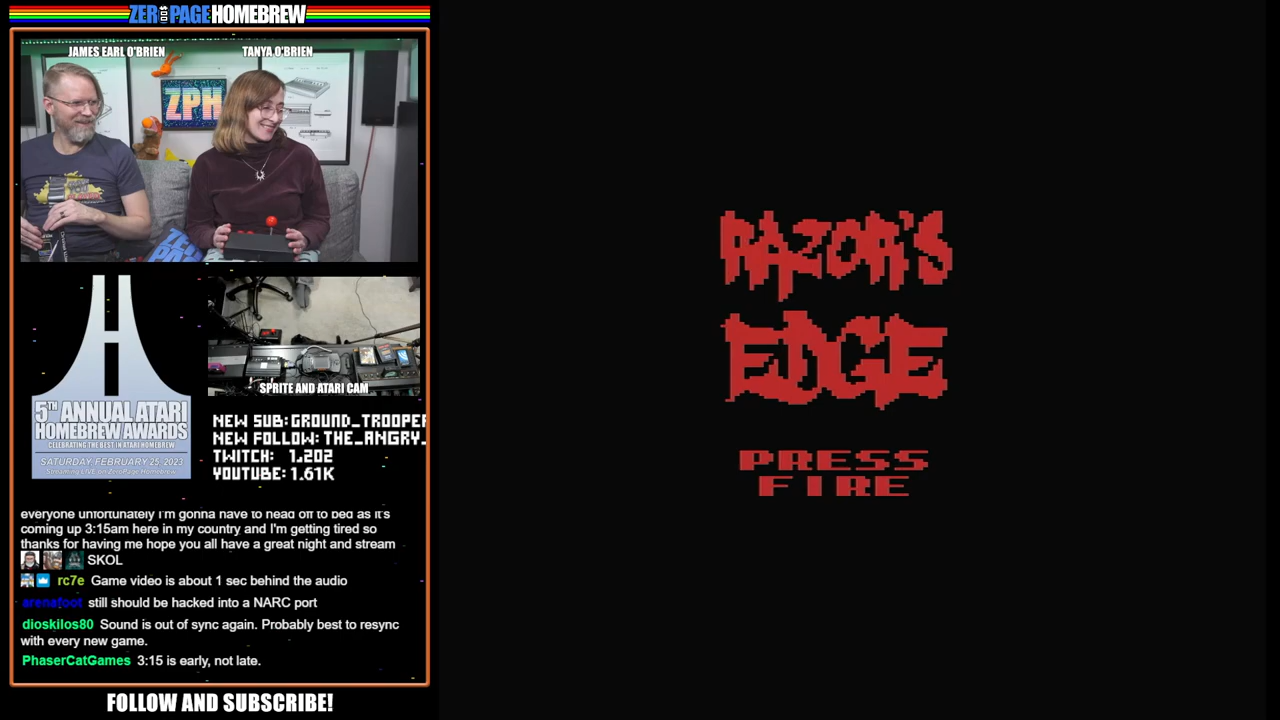 ZEROPAGE HOMEBREW
JAMES EARL O'BRIEN
TANYA O'BRIEN
ZPH
5TH ANNUAL ATARI
HOMEBREW AWARDS
CELEBRATING THE BEST IN ATARI HOMEBREW
SATURDAY, FEBRUARY 25, 2023
Streaming LIVE on ZeroPage Homebrew
SPRITE AND ATARI CAM
NEW SUB: GROUND_TROOPER
NEW FOLLOW: THE_ANGRY_
TWITCH: 1,202
YOUTUBE: 1.61K
everyone unfortunately I'm gonna have to head off to bed as it's
coming up 3:15am here in my country and I'm getting tired so
thanks for having me hope you all have a great night and stream
SKOL
rc7e Game video is about 1 sec behind the audio
arenafoot still should be hacked into a NARC port
dioskilos80 Sound is out of sync again. Probably best to resync
with every new game.
PhaserCatGames 3:15 is early, not late.
FOLLOW AND SUBSCRIBE!
RAZOR'S
EDGE
PRESS
FIRE